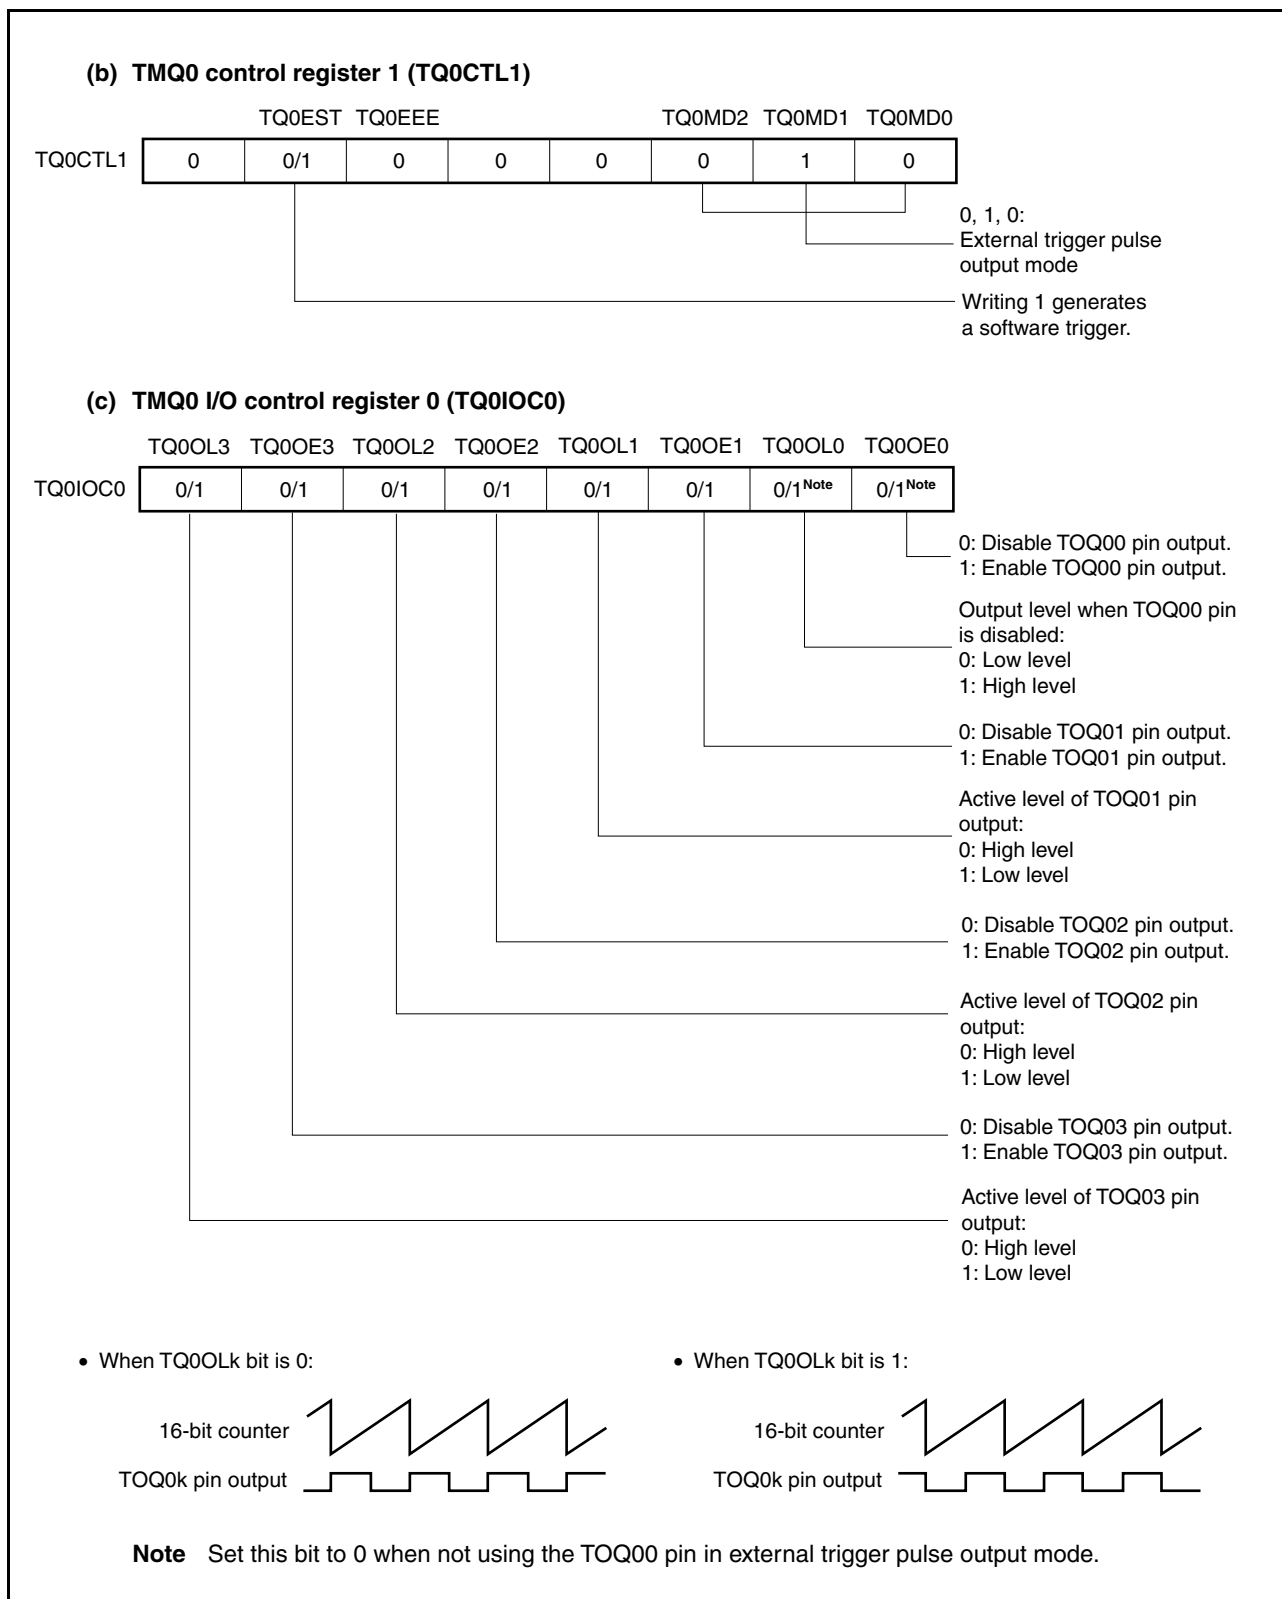 (b) TMQ0 control register 1 (TQ0CTL1)
TQ0EST TQ0EEE TQ0MD2 TQ0MD1 TQ0MD0
TQ0CTL1 0 0/1 0 0 0 0 1 0
0, 1, 0:
External trigger pulse
output mode
Writing 1 generates
a software trigger.
(c) TMQ0 I/O control register 0 (TQ0IOC0)
TQ0OL3 TQ0OE3 TQ0OL2 TQ0OE2 TQ0OL1 TQ0OE1 TQ0OL0 TQ0OE0
TQ0IOC0 0/1 0/1 0/1 0/1 0/1 0/1 0/1Note 0/1Note
0: Disable TOQ00 pin output.
1: Enable TOQ00 pin output.
Output level when TOQ00 pin
is disabled:
0: Low level
1: High level
0: Disable TOQ01 pin output.
1: Enable TOQ01 pin output.
Active level of TOQ01 pin
output:
0: High level
1: Low level
0: Disable TOQ02 pin output.
1: Enable TOQ02 pin output.
Active level of TOQ02 pin
output:
0: High level
1: Low level
0: Disable TOQ03 pin output.
1: Enable TOQ03 pin output.
Active level of TOQ03 pin
output:
0: High level
1: Low level
• When TQ0OLk bit is 0:
16-bit counter
TOQ0k pin output
• When TQ0OLk bit is 1:
16-bit counter
TOQ0k pin output
Note Set this bit to 0 when not using the TOQ00 pin in external trigger pulse output mode.